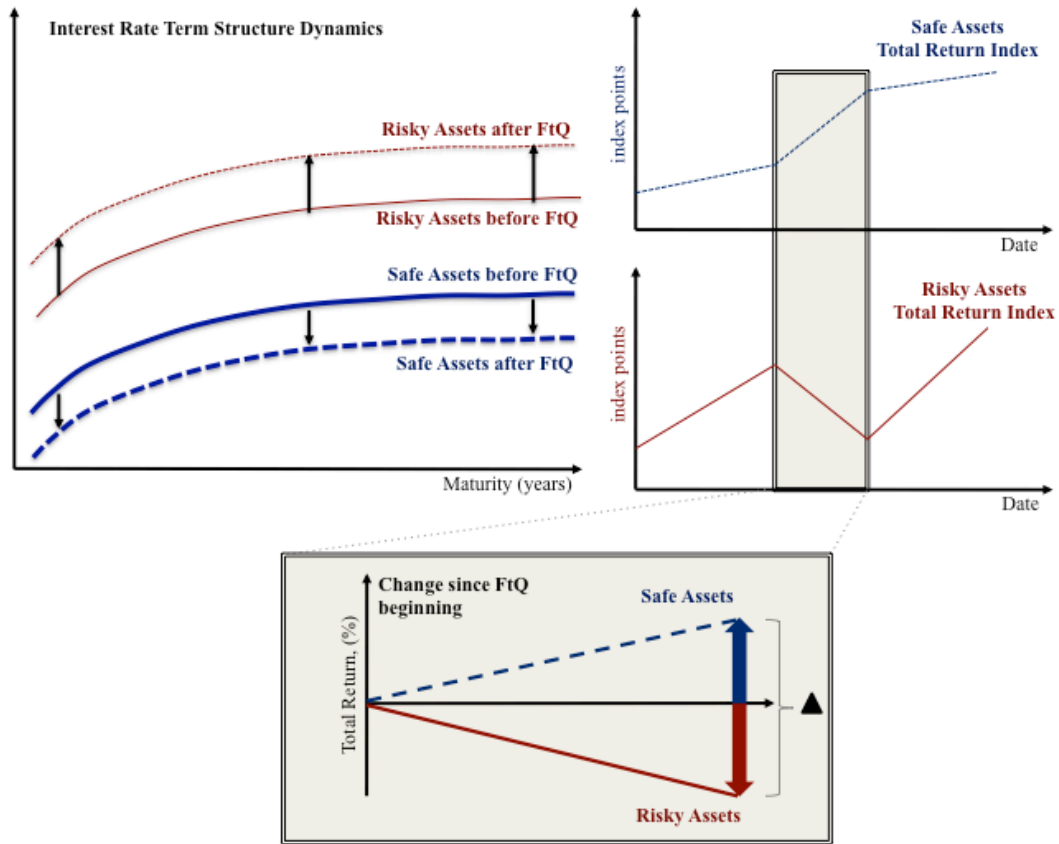 Interest Rate Term Structure Dynamics
Risky Assets after FtQ
Risky Assets before FtQ
Safe Assets before FtQ
Safe Assets after FtQ
Maturity (years)
Safe Assets
Total Return Index
index points
Date
Risky Assets
Total Return Index
index points
Date
Change since FtQ
beginning
Total Return, (%)
Safe Assets
Risky Assets